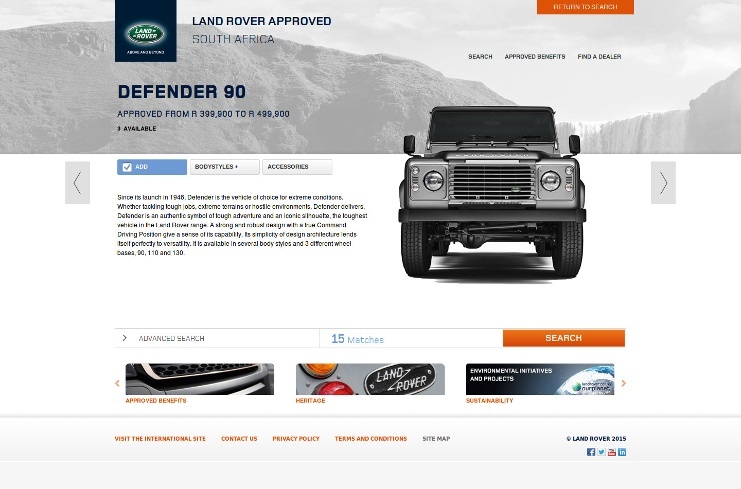 RETURN TO SEARCH
LAND ROVER APPROVED
SOUTH AFRICA
LAND ROVER
ABOVE AND BEYOND
SEARCH APPROVED BENEFITS FIND A DEALER
DEFENDER 90
APPROVED FROM R 399,900 TO R 499,900
3 AVAILABLE
ADD BODYSTYLES + ACCESSORIES
Since its launch in 1948, Defender is the vehicle of choice for extreme conditions.
Whether tackling tough jobs, extreme terrains or hostile environments, Defender delivers.
Defender is an authentic symbol of tough adventure and an iconic silhouette, the toughest
vehicle in the Land Rover range. A strong and robust design with a true Command
Driving Position give a sense of its capability. Its simplicity of design architecture lends
itself perfectly to versatility. It is available in several body styles and 3 different wheel
bases, 90, 110 and 130.
ADVANCED SEARCH 15 Matches SEARCH
LAND ROVER
ENVIRONMENTAL INITIATIVES
AND PROJECTS
ourplanet
APPROVED BENEFITS HERITAGE SUSTAINABILITY
VISIT THE INTERNATIONAL SITE CONTACT US PRIVACY POLICY TERMS AND CONDITIONS SITE MAP © LAND ROVER 2015